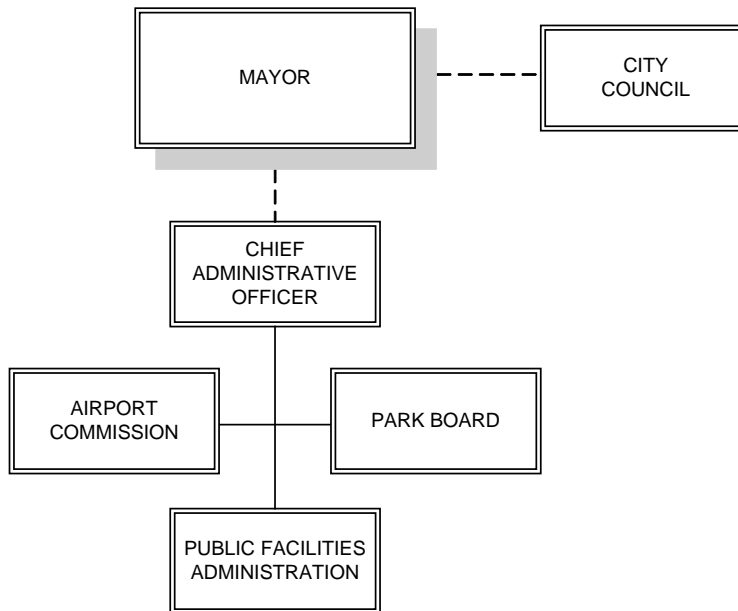 MAYOR
CITY
COUNCIL
CHIEF
ADMINISTRATIVE
OFFICER
AIRPORT
COMMISSION
PARK BOARD
PUBLIC FACILITIES
ADMINISTRATION